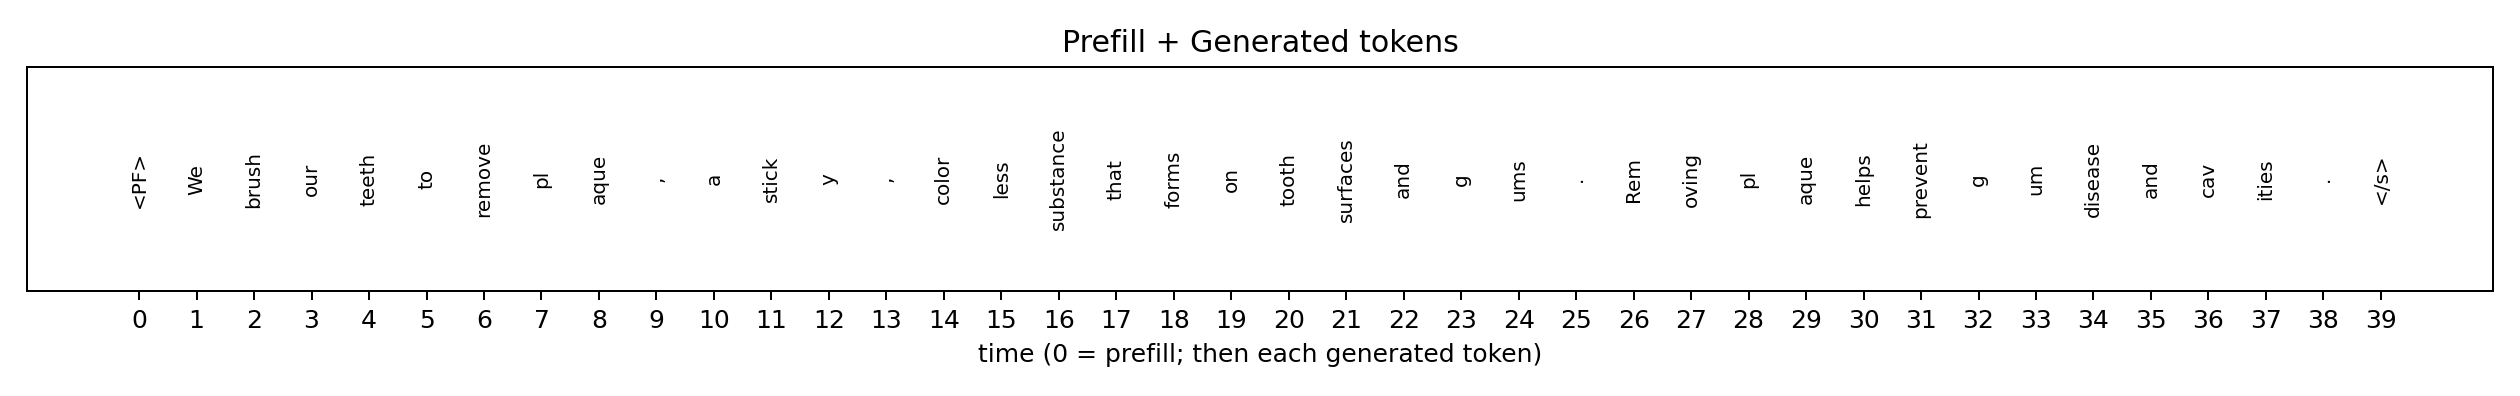 Prefill + Generated tokens
<PF> We brush our teeth to remove pl aque , a stick y , color less substance that forms on tooth surfaces and g ums . Rem oving pl aque helps prevent g um disease and cav ities . </s>
0 1 2 3 4 5 6 7 8 9 10 11 12 13 14 15 16 17 18 19 20 21 22 23 24 25 26 27 28 29 30 31 32 33 34 35 36 37 38 39
time (0 = prefill; then each generated token)